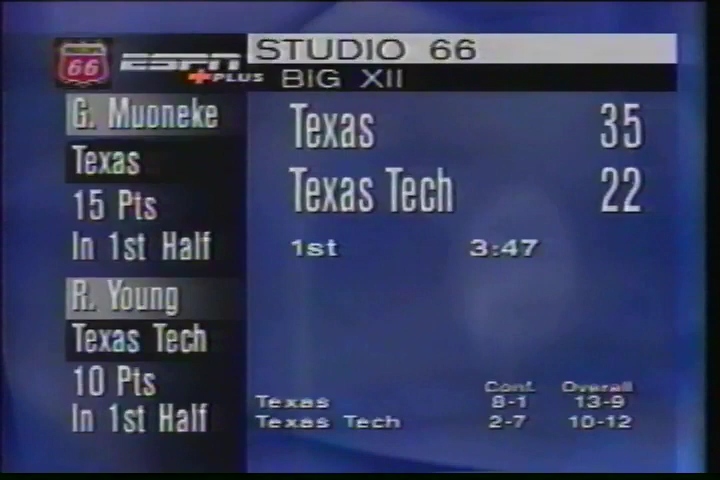 PHILLIPS
66
ESPN
+PLUS
STUDIO 66
BIG XII
G. Muoneke
Texas
15 Pts
In 1st Half
R. Young
Texas Tech
10 Pts
In 1st Half
Texas 35
Texas Tech 22
1st 3:47
Conf. Overall
Texas 8-1 13-9
Texas Tech 2-7 10-12